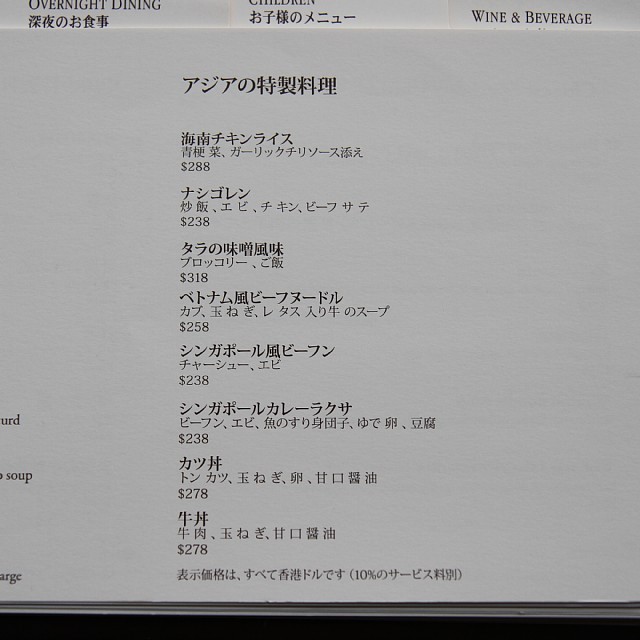 OVERNIGHT DINING
深夜のお食事
CHILDREN
お子様のメニュー
WINE & BEVERAGE
アジアの特製料理
海南チキンライス
青梗 菜、ガーリックチリソース添え
$288
ナシゴレン
炒 飯 、エ ビ 、チ キン、ビーフ サ テ
$238
タラの味噌風味
ブロッコリー 、ご飯
$318
ベトナム風ビーフヌードル
カブ、玉 ね ぎ、レ タス 入り牛 のスープ
$258
シンガポール風ビーフン
チャーシュー、エビ
$238
シンガポールカレーラクサ
ビーフン、エビ、魚のすり身団子、ゆで 卵 、豆腐
$238
urd
カツ丼
トン カツ、玉 ね ぎ、卵 、甘 口 醤 油
soup
$278
牛丼
牛 肉 、玉 ね ぎ、甘 口 醤 油
$278
arge
表示価格は、すべて香港ドルです（10%のサービス料別）